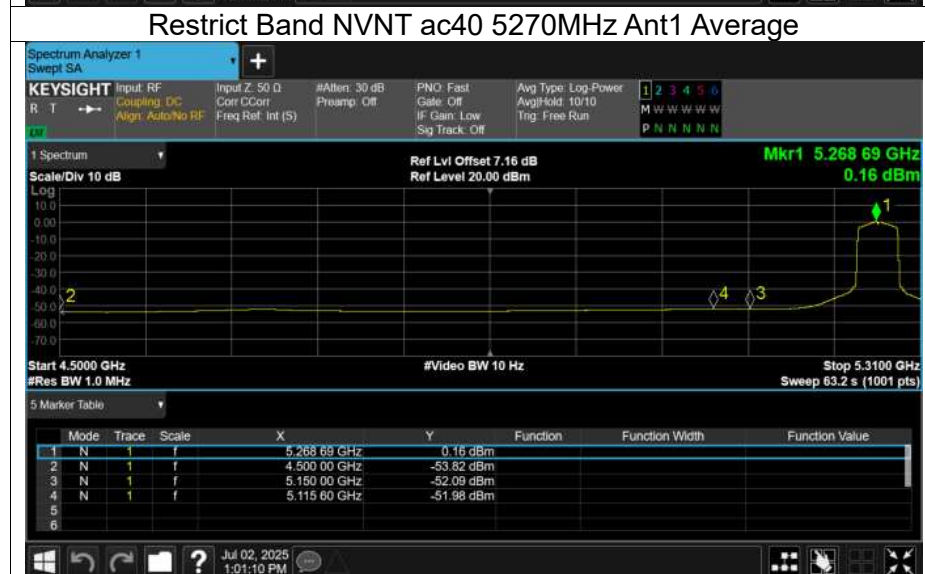 Restrict Band NVNT ac40 5270MHz Ant1 Average
Spectrum Analyzer 1
Swept SA
+
KEYSIGHT Input: RF Input Z: 50 Ω #Atten: 30 dB PNO: Fast Avg Type: Log-Power 1 2 3 4 5 6
R T Coupling: DC Corr CCorr Preamp: Off Gate: Off Avg|Hold: 10/10 M W W W W W
Align: Auto/No RF Freq Ref: Int (S) IF Gain: Low Trig: Free Run
LXI Sig Track: Off P N N N N N
1 Spectrum Ref Lvl Offset 7.16 dB Mkr1 5.268 69 GHz
Scale/Div 10 dB Ref Level 20.00 dBm 0.16 dBm
Log
10.0
0.00
-10.0
-20.0
-30.0
-40.0
-50.0
-60.0
-70.0
1
2
4
3
Start 4.5000 GHz #Video BW 10 Hz Stop 5.3100 GHz
#Res BW 1.0 MHz Sweep 63.2 s (1001 pts)
5 Marker Table
Mode Trace Scale X Y Function Function Width Function Value
1 N 1 f 5.268 69 GHz 0.16 dBm
2 N 1 f 4.500 00 GHz -53.82 dBm
3 N 1 f 5.150 00 GHz -52.09 dBm
4 N 1 f 5.115 60 GHz -51.98 dBm
5
6
? Jul 02, 2025
1:01:10 PM